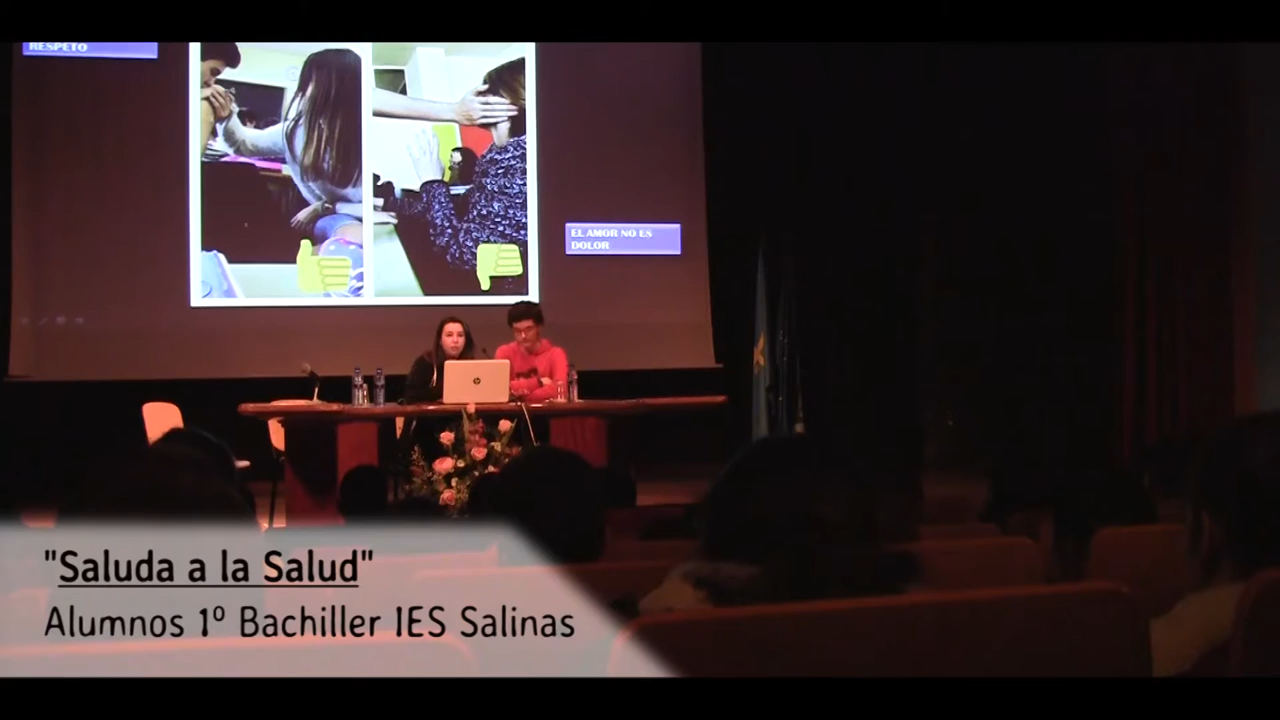 RESPETO
EL AMOR NO ES
DOLOR
"Saluda a la Salud"
Alumnos 1º Bachiller IES Salinas